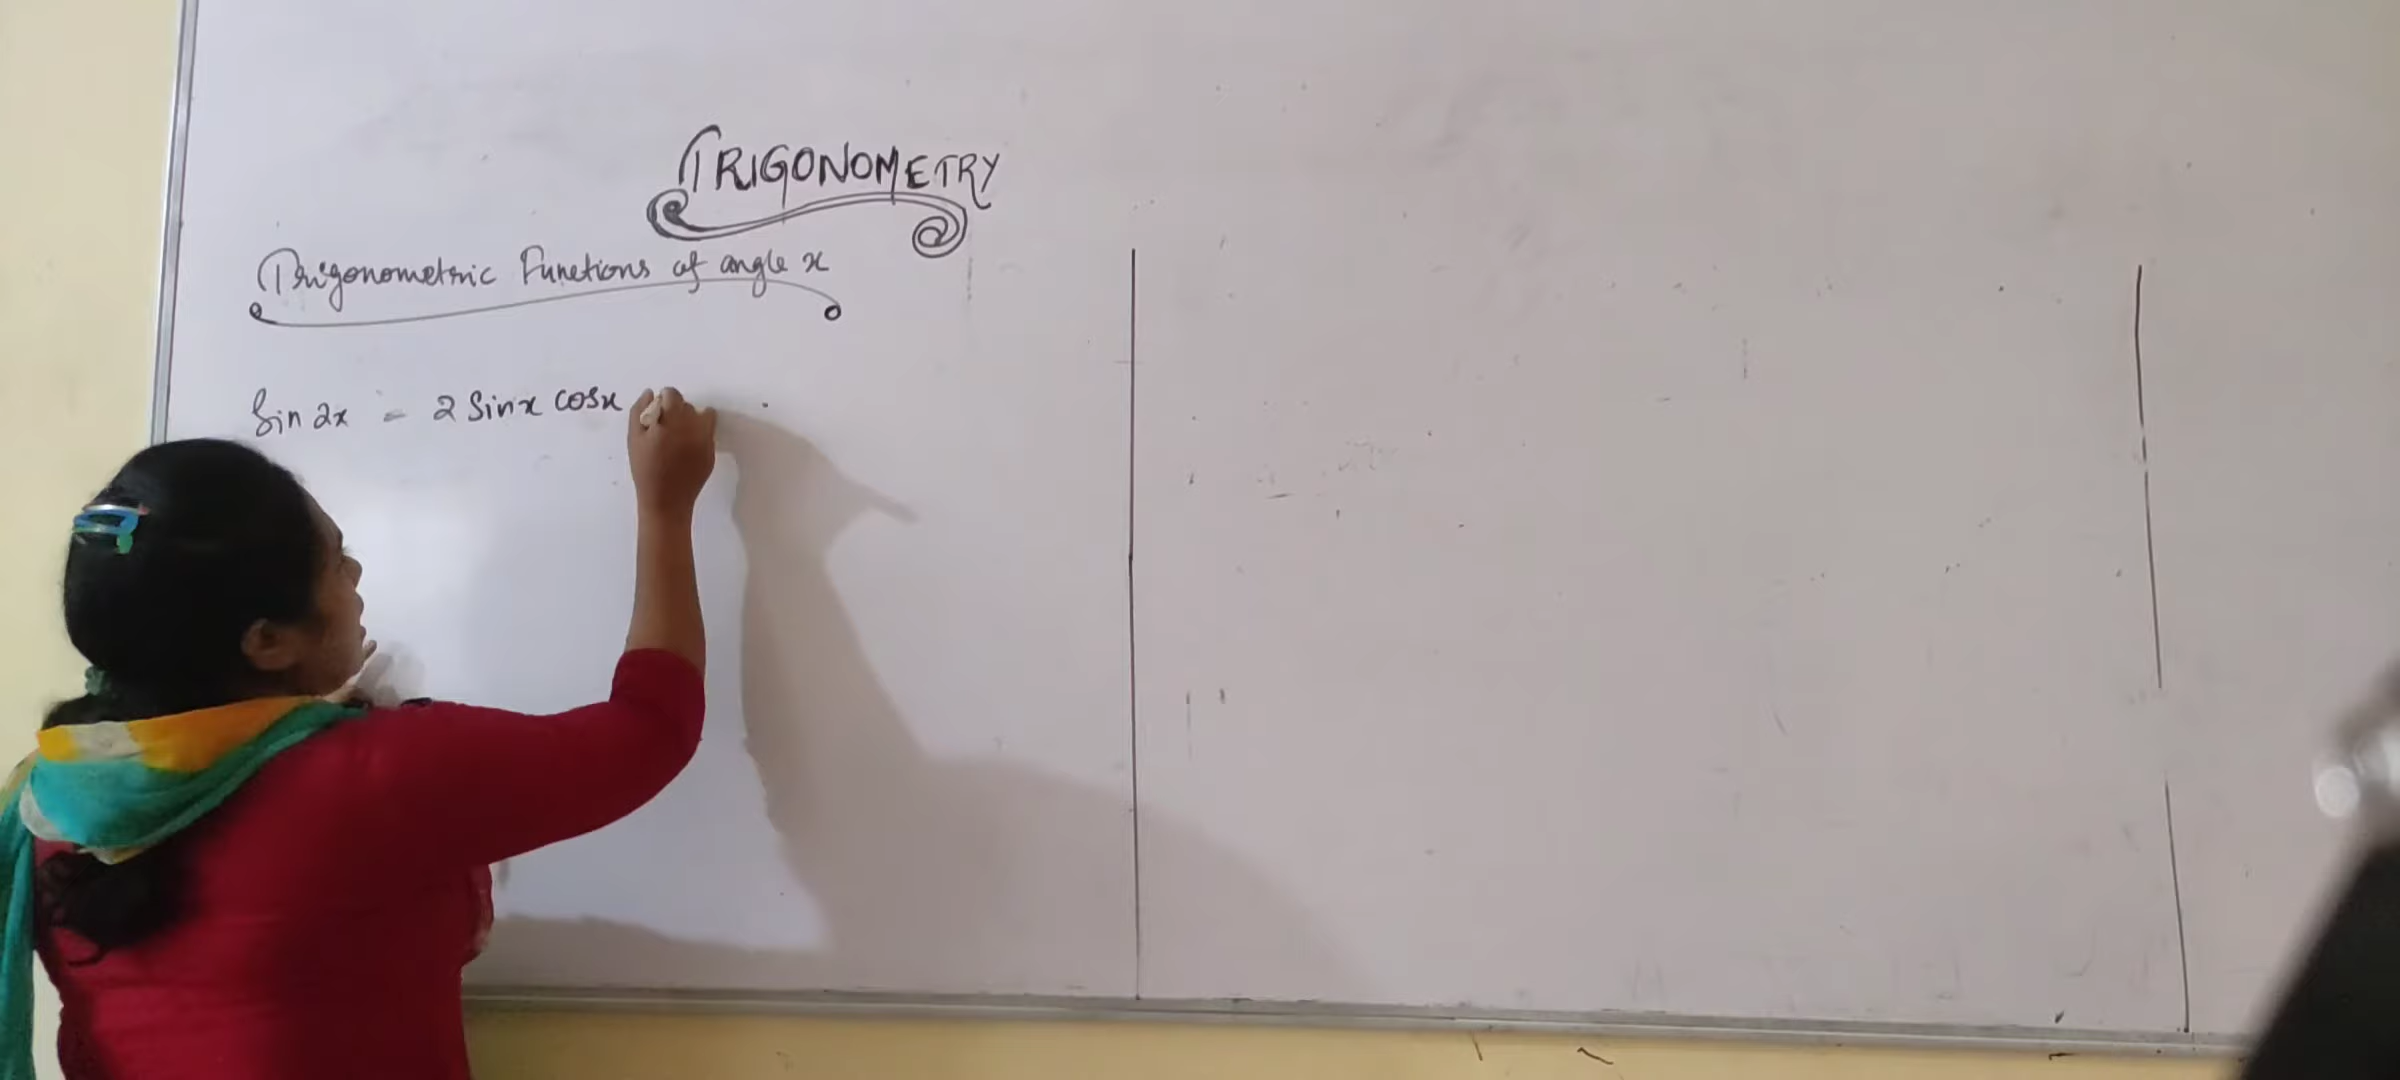 TRIGONOMETRY
Trigonometric Functions of angle x
Sin 2x = 2 Sinx cosx